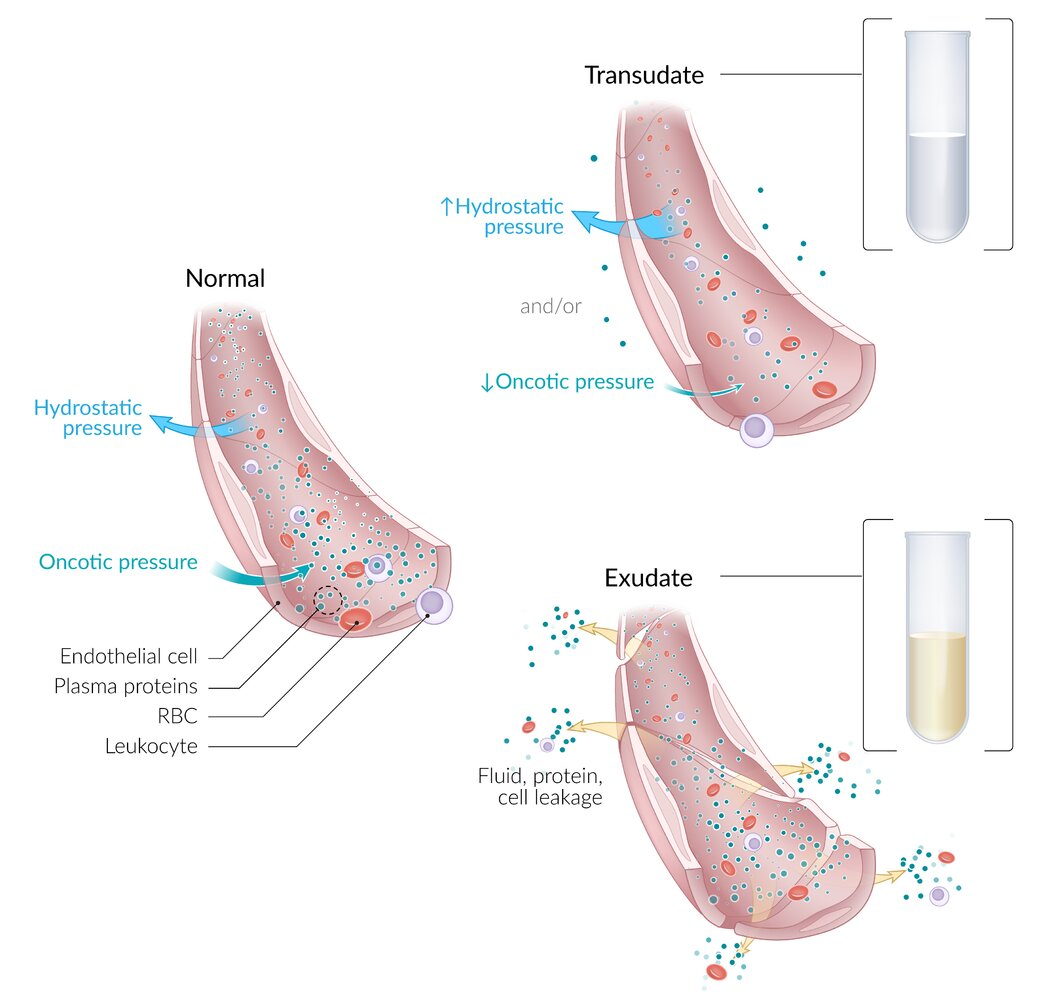 Transudate
↑Hydrostatic
pressure
and/or
↓Oncotic pressure
Normal
Hydrostatic
pressure
Oncotic pressure
Endothelial cell
Plasma proteins
RBC
Leukocyte
Exudate
Fluid, protein,
cell leakage